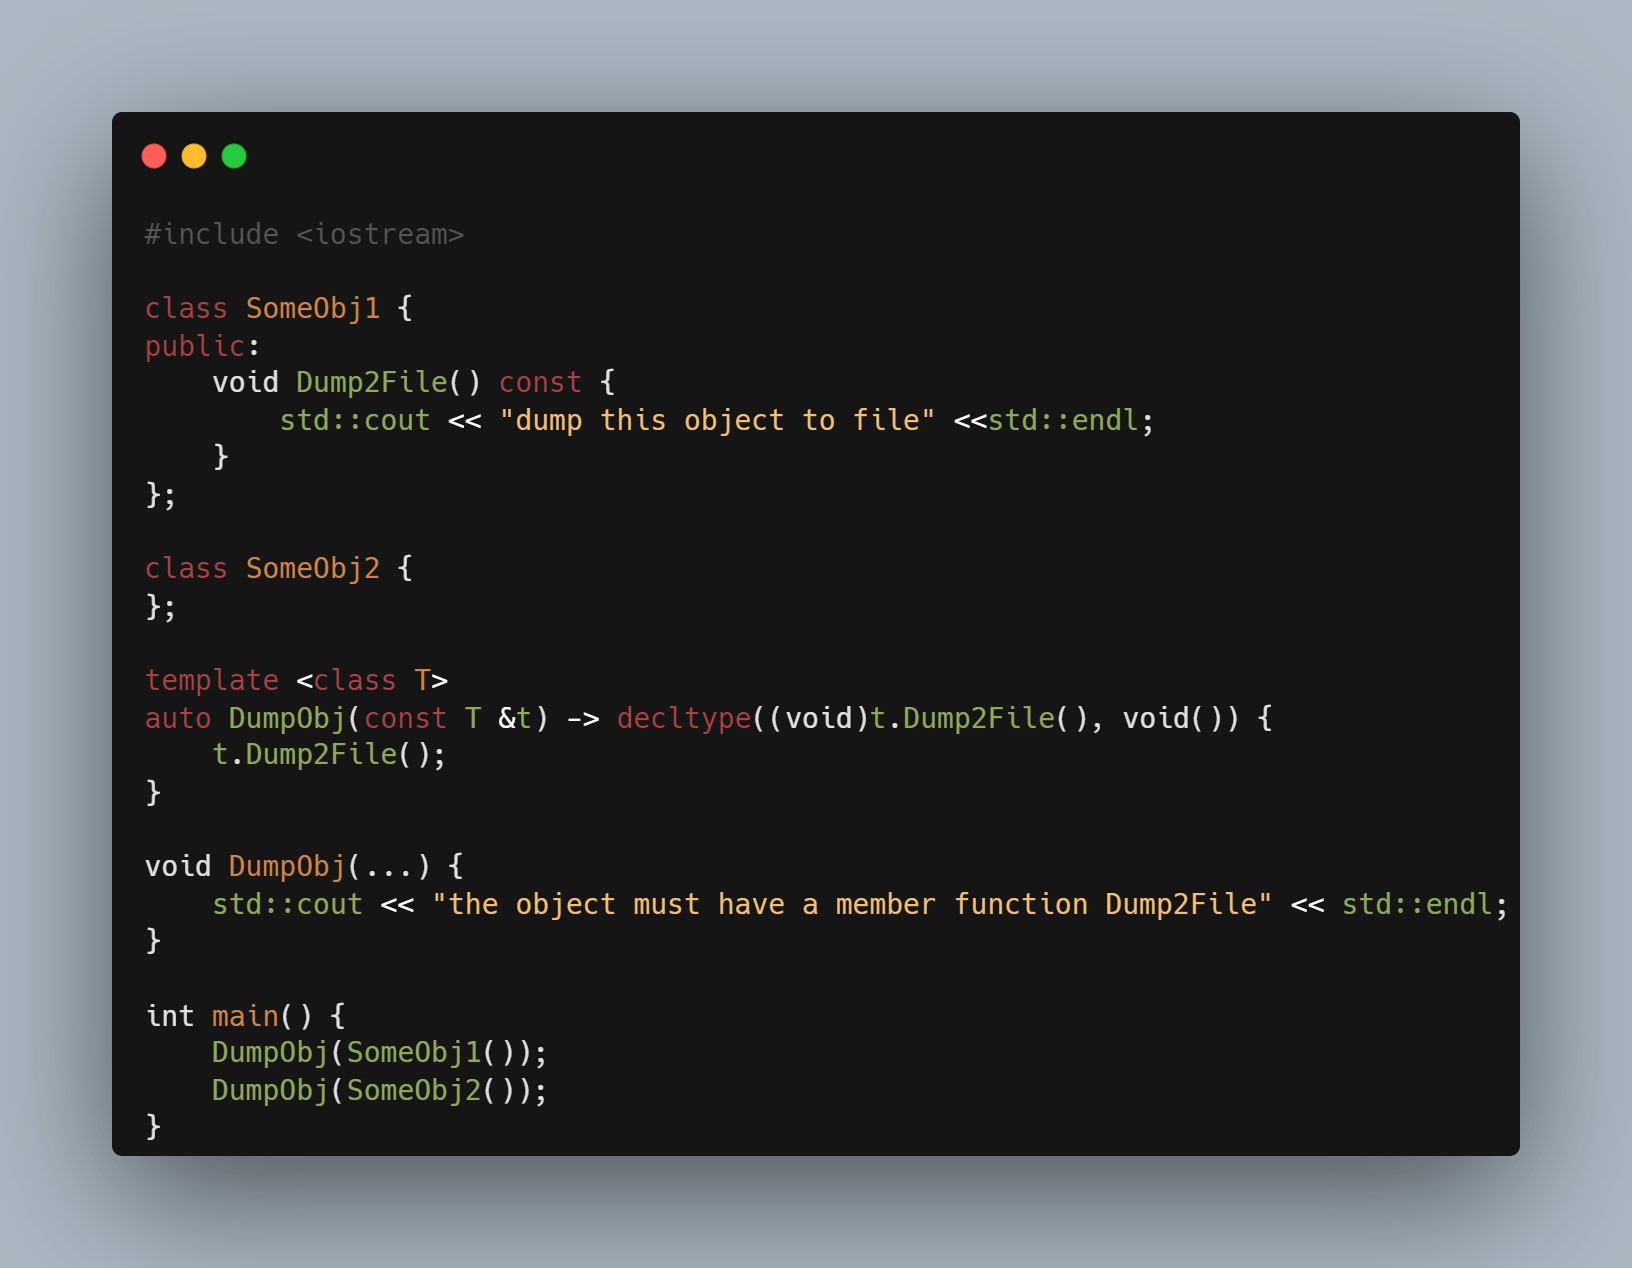 #include <iostream>

class SomeObj1 {
public:
    void Dump2File() const {
        std::cout << "dump this object to file" <<std::endl;
    }
};

class SomeObj2 {
};

template <class T>
auto DumpObj(const T &t) -> decltype((void)t.Dump2File(), void()) {
    t.Dump2File();
}

void DumpObj(...) {
    std::cout << "the object must have a member function Dump2File" << std::endl;
}

int main() {
    DumpObj(SomeObj1());
    DumpObj(SomeObj2());
}